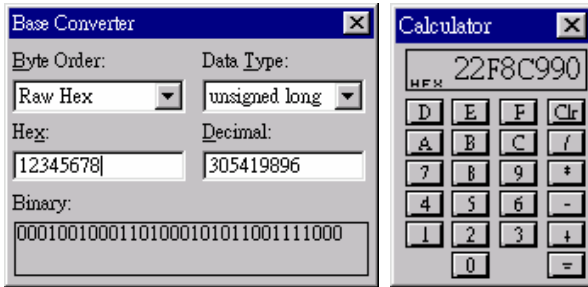 Base Converter
Byte Order: Data Type:
Raw Hex unsigned long
Hex: Decimal:
12345678 305419896
Binary:
00010010001101000101011001111000
Calculator
HEX 22F8C990
D E F Clr
A B C /
7 8 9 *
4 5 6 -
1 2 3 +
0 =